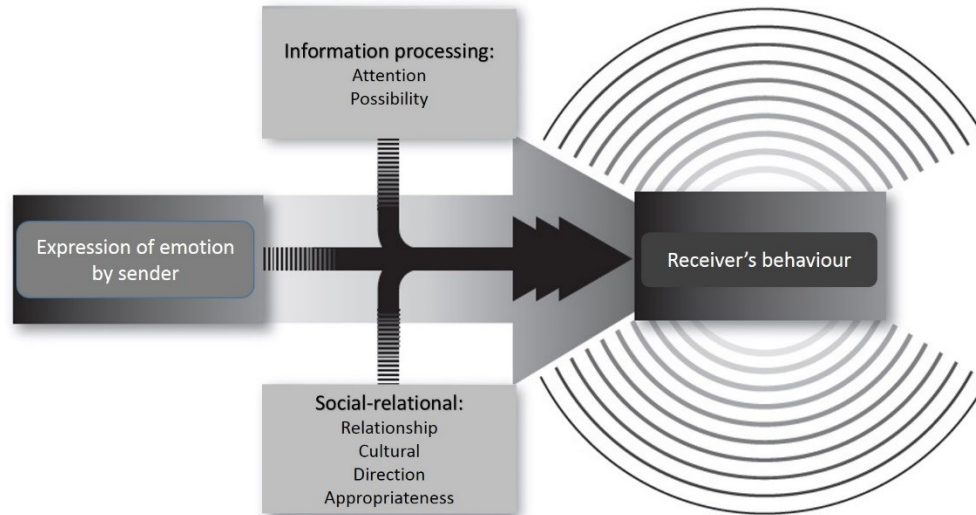 Information processing:
Attention
Possibility
Expression of emotion
by sender
Receiver's behaviour
Social-relational:
Relationship
Cultural
Direction
Appropriateness